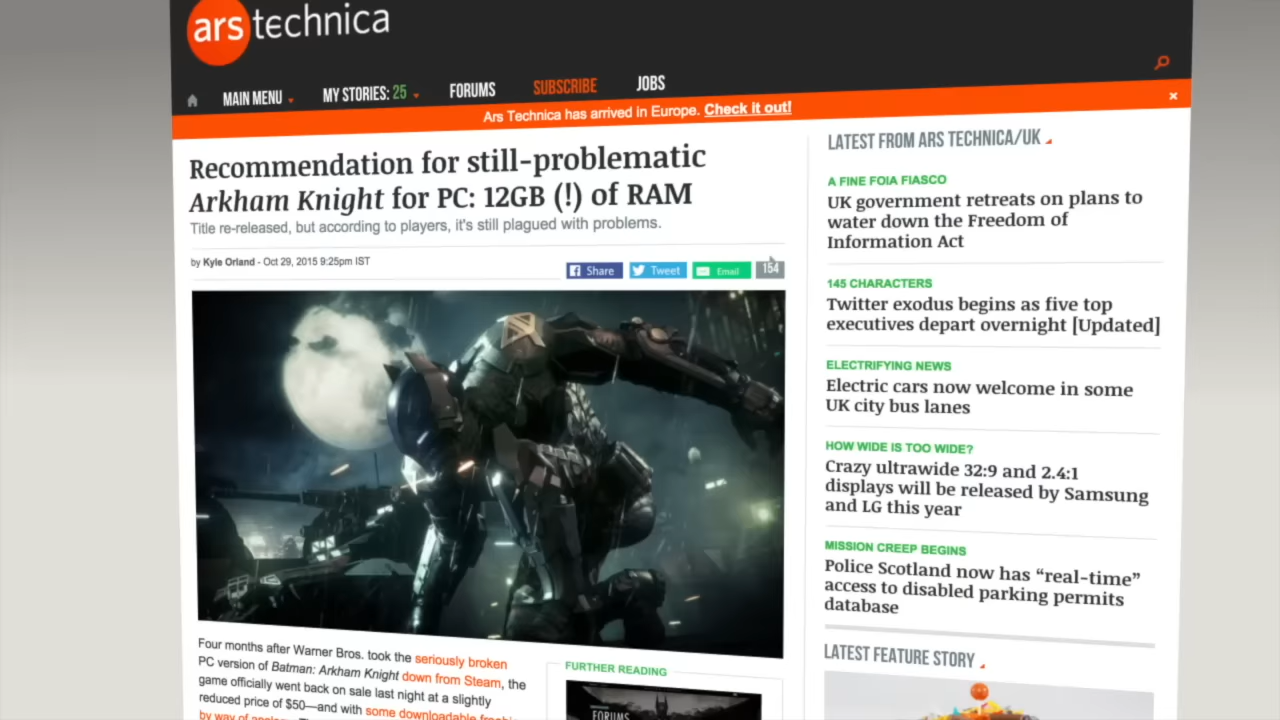 ars technica
MAIN MENU
MY STORIES: 25
FORUMS
SUBSCRIBE
JOBS
Ars Technica has arrived in Europe. Check it out!
×
Recommendation for still-problematic
Arkham Knight for PC: 12GB (!) of RAM
Title re-released, but according to players, it's still plagued with problems.
by Kyle Orland - Oct 29, 2015 9:25pm IST
Share
Tweet
Email
154
Four months after Warner Bros. took the seriously broken
PC version of Batman: Arkham Knight down from Steam, the
game officially went back on sale last night at a slightly
reduced price of $50—and with some downloadable
by way of
FURTHER READING
FORUMS
LATEST FROM ARS TECHNICA/UK
A FINE FOIA FIASCO
UK government retreats on plans to
water down the Freedom of
Information Act
145 CHARACTERS
Twitter exodus begins as five top
executives depart overnight [Updated]
ELECTRIFYING NEWS
Electric cars now welcome in some
UK city bus lanes
HOW WIDE IS TOO WIDE?
Crazy ultrawide 32:9 and 2.4:1
displays will be released by Samsung
and LG this year
MISSION CREEP BEGINS
Police Scotland now has “real-time”
access to disabled parking permits
database
LATEST FEATURE STORY